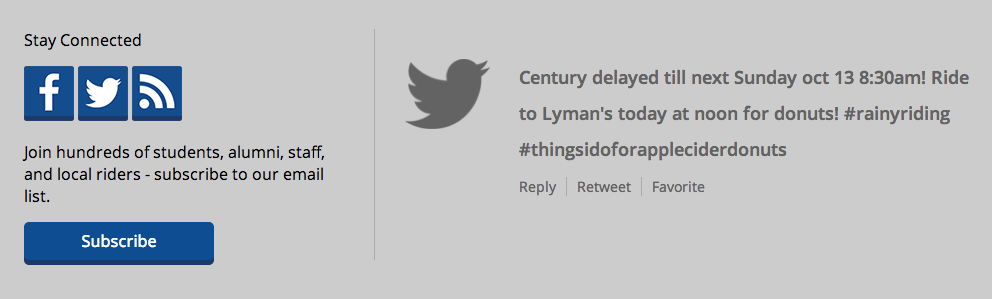 Stay Connected
Join hundreds of students, alumni, staff,
and local riders - subscribe to our email
list.
Subscribe
Century delayed till next Sunday oct 13 8:30am! Ride
to Lyman's today at noon for donuts! #rainyriding
#thingsidoforappleciderdonuts
Reply Retweet Favorite